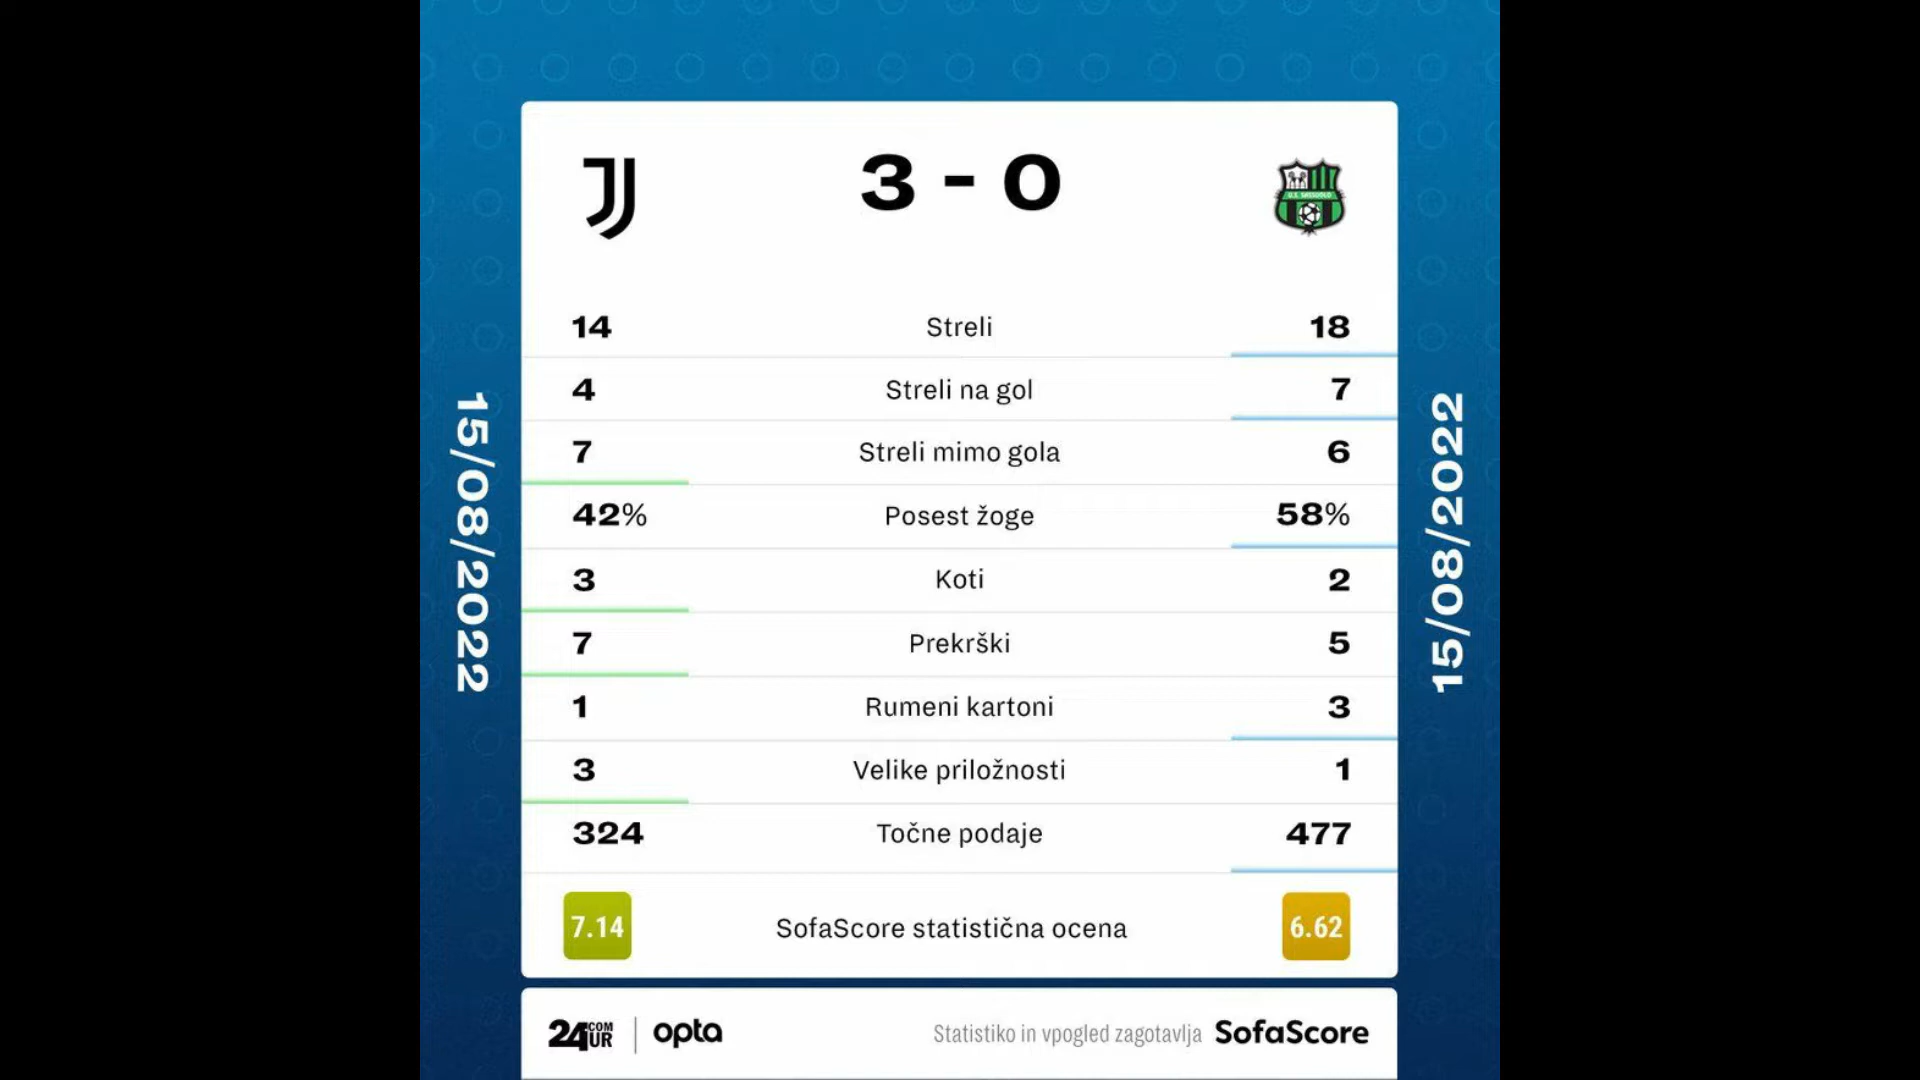 3 - 0
U.S. SASSUOLO
14 Streli 18
4 Streli na gol 7
7 Streli mimo gola 6
42% Posest žoge 58%
3 Koti 2
7 Prekrški 5
1 Rumeni kartoni 3
3 Velike priložnosti 1
324 Točne podaje 477
7.14 SofaScore statistična ocena 6.62
15/08/2022
15/08/2022
24UR.COM opta Statistiko in vpogled zagotavlja SofaScore